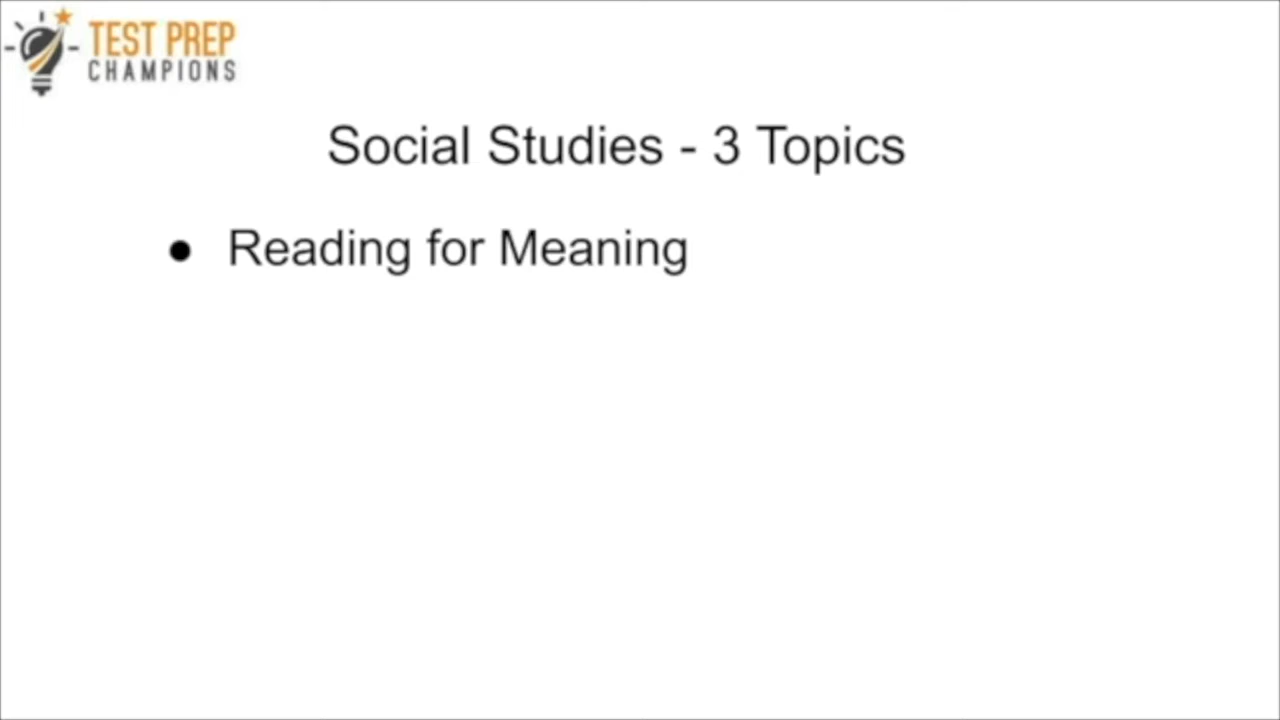 TEST PREP
CHAMPIONS
Social Studies - 3 Topics
● Reading for Meaning